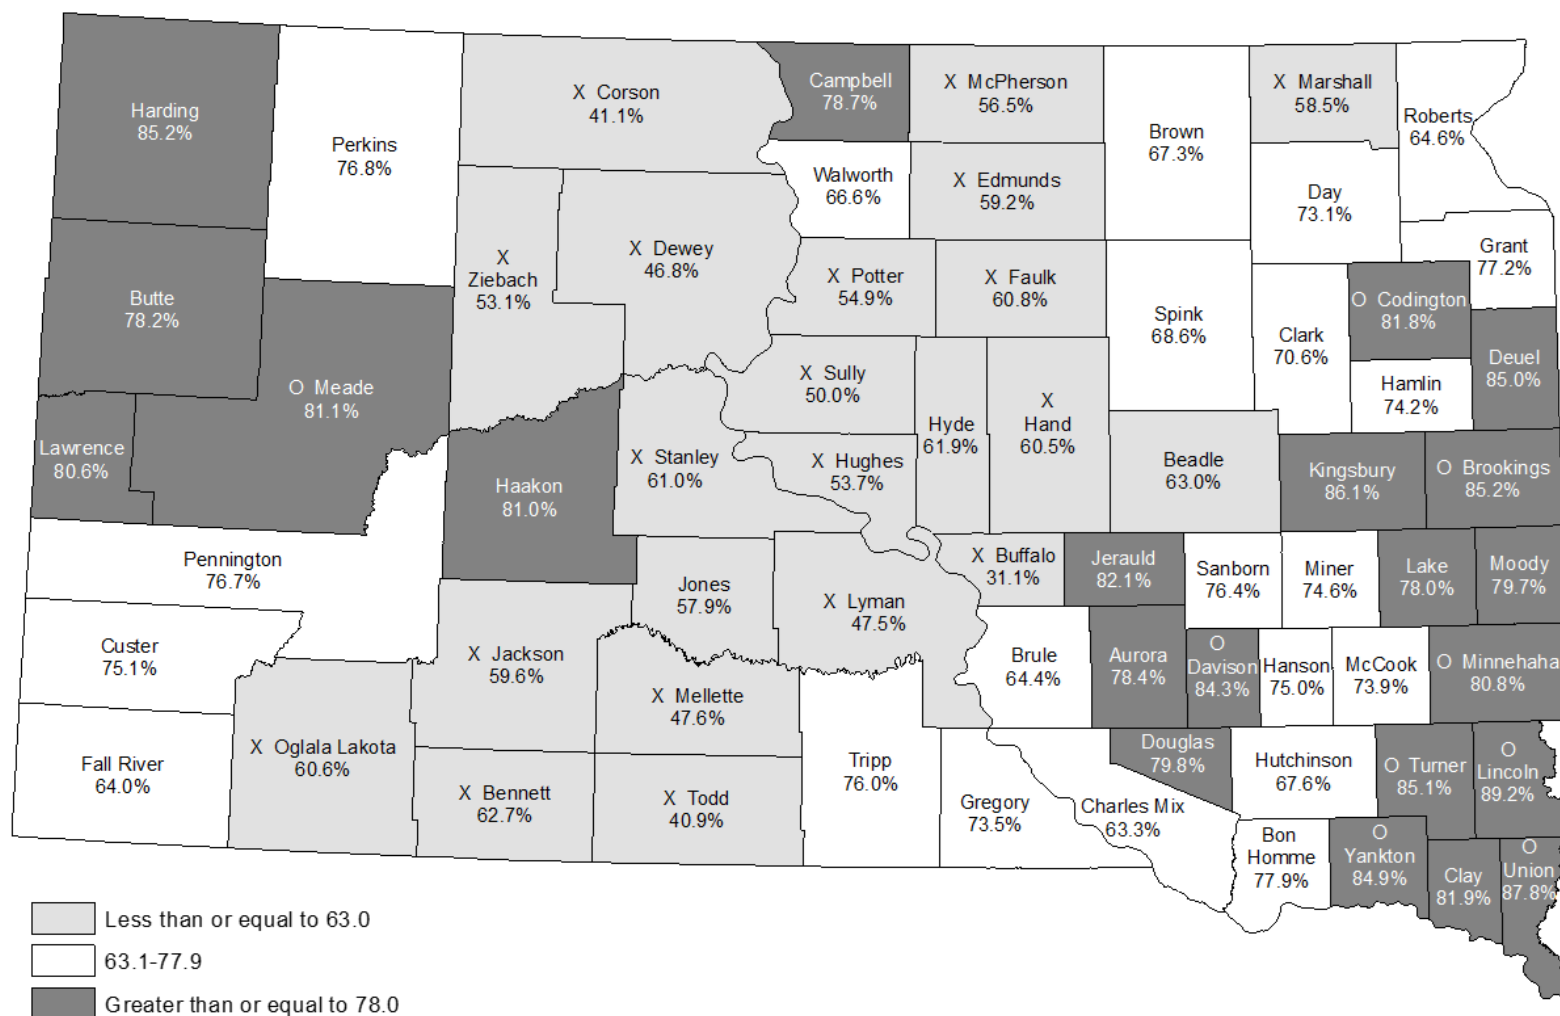 Harding
85.2%
Perkins
76.8%
X Corson
41.1%
Campbell
78.7%
X McPherson
56.5%
Brown
67.3%
X Marshall
58.5%
Roberts
64.6%
Walworth
66.6%
X Edmunds
59.2%
Day
73.1%
Grant
77.2%
Butte
78.2%
X
Ziebach
53.1%
X Dewey
46.8%
X Potter
54.9%
X Faulk
60.8%
Spink
68.6%
Clark
70.6%
O Codington
81.8%
Deuel
85.0%
Hamlin
74.2%
O Meade
81.1%
X Sully
50.0%
Hyde
61.9%
X
Hand
60.5%
Lawrence
80.6%
Haakon
81.0%
X Stanley
61.0%
X Hughes
53.7%
Beadle
63.0%
Kingsbury
86.1%
O Brookings
85.2%
Pennington
76.7%
Jones
57.9%
X Lyman
47.5%
X Buffalo
31.1%
Jerauld
82.1%
Sanborn
76.4%
Miner
74.6%
Lake
78.0%
Moody
79.7%
Custer
75.1%
X Jackson
59.6%
X Mellette
47.6%
Brule
64.4%
Aurora
78.4%
O
Davison
84.3%
Hanson
75.0%
McCook
73.9%
O Minnehaha
80.8%
Fall River
64.0%
X Oglala Lakota
60.6%
X Bennett
62.7%
X Todd
40.9%
Tripp
76.0%
Gregory
73.5%
Charles Mix
63.3%
Douglas
79.8%
Hutchinson
67.6%
O Turner
85.1%
O
Lincoln
89.2%
Bon
Homme
77.9%
O
Yankton
84.9%
Clay
81.9%
O
Union
87.8%
Less than or equal to 63.0
63.1-77.9
Greater than or equal to 78.0